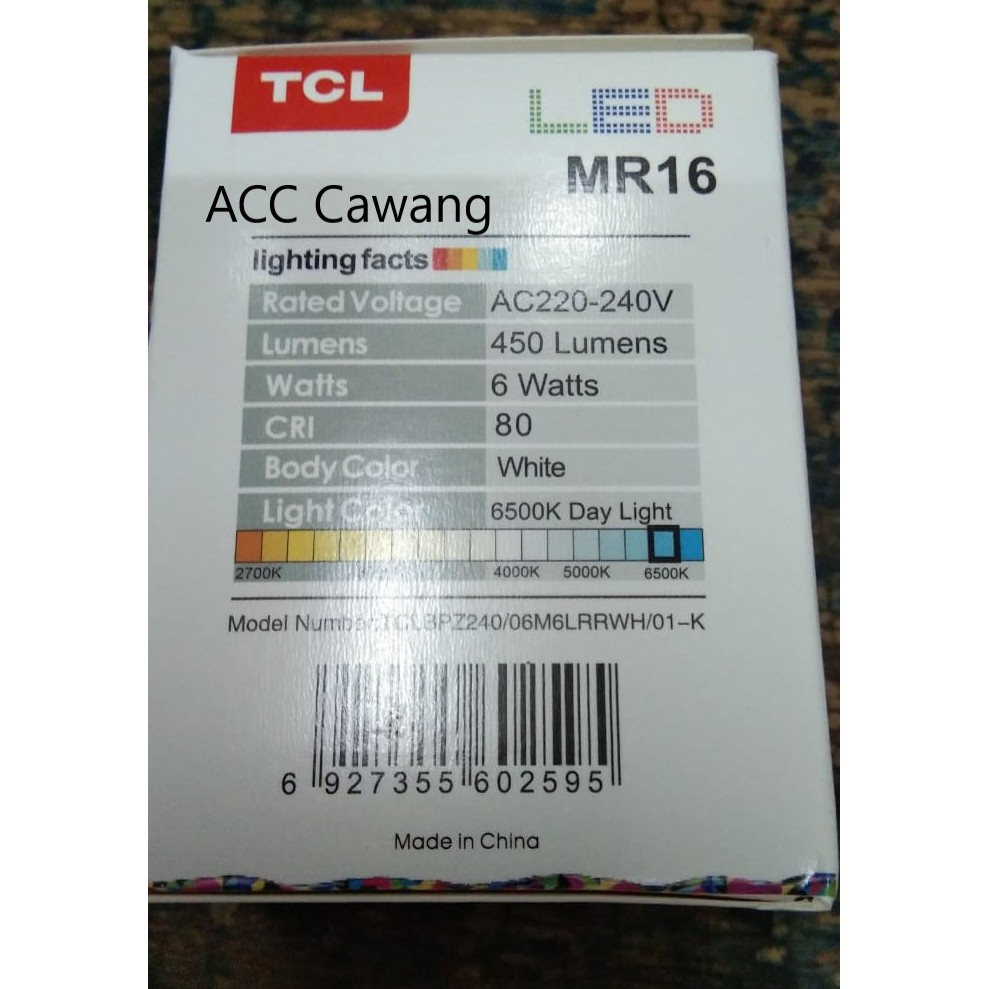 TCL
LED
MR16
ACC Cawang
lighting facts
Rated Voltage AC220-240V
Lumens 450 Lumens
Watts 6 Watts
CRI 80
Body Color White
Light Color 6500K Day Light
2700K 4000K 5000K 6500K
Model Number:TCLBPZ240/06M6LRRWH/01-K
6 927355 602595
Made in China